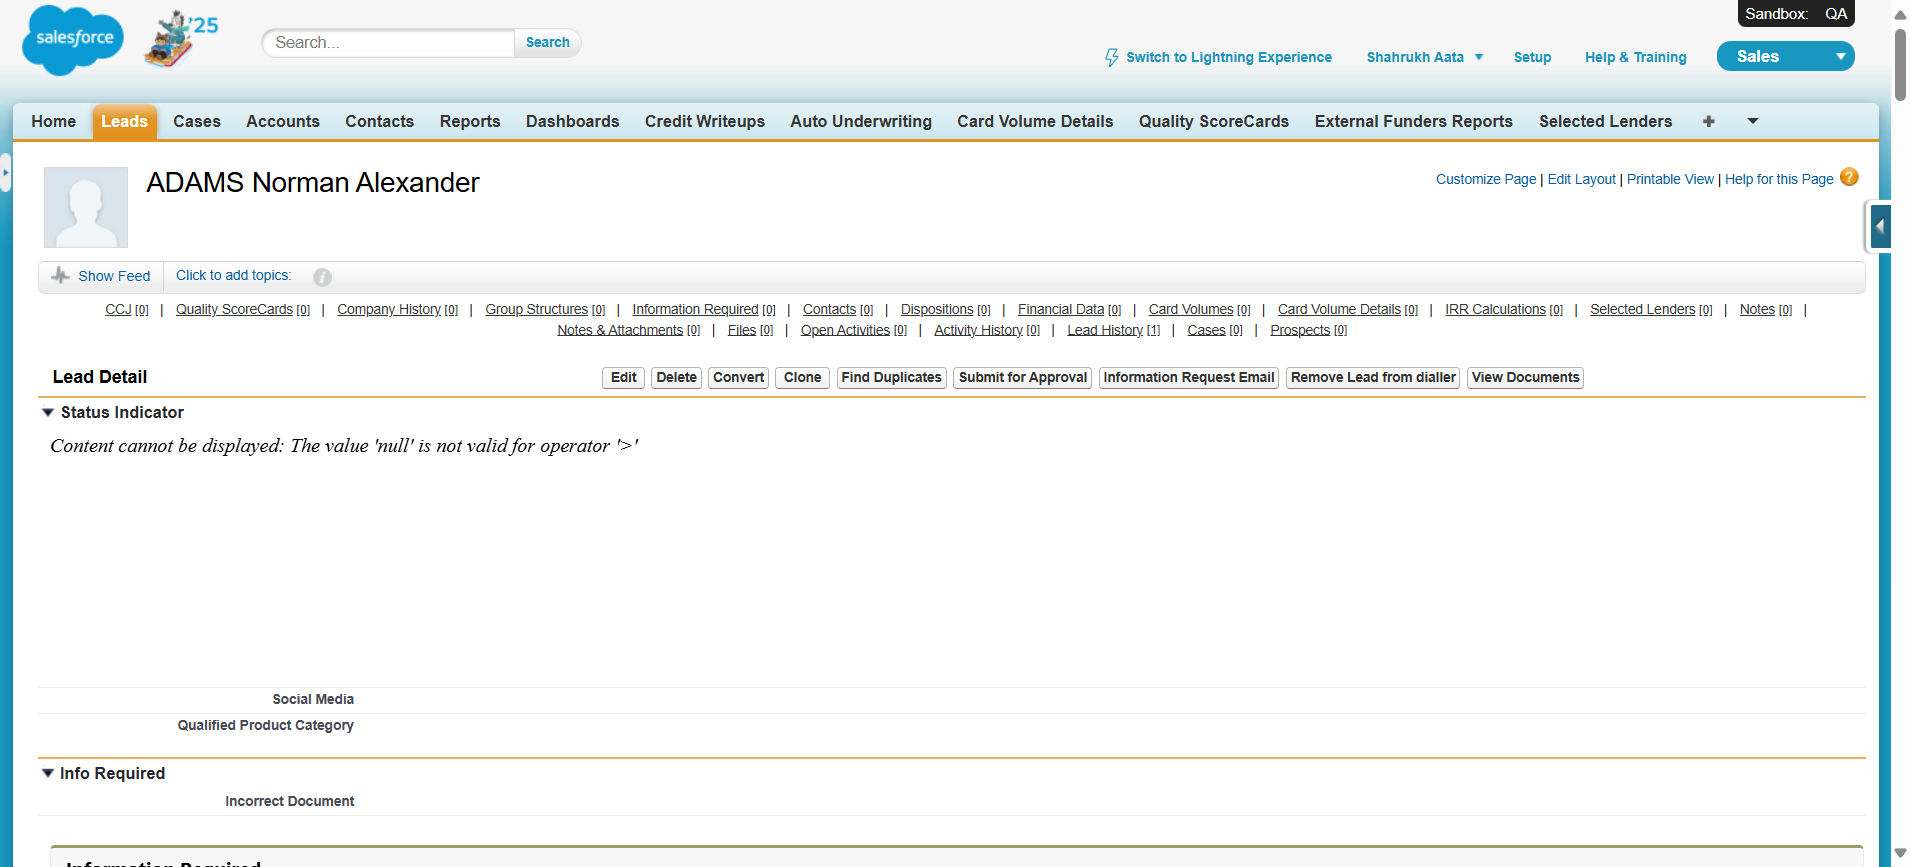 Sandbox: QA
salesforce
'25
Search...
Search
Switch to Lightning Experience
Shahrukh Aata
Setup
Help & Training
Sales
Home
Leads
Cases
Accounts
Contacts
Reports
Dashboards
Credit Writeups
Auto Underwriting
Card Volume Details
Quality ScoreCards
External Funders Reports
Selected Lenders
ADAMS Norman Alexander
Customize Page | Edit Layout | Printable View | Help for this Page ?
Show Feed
Click to add topics:
i
CCJ [0] | Quality ScoreCards [0] | Company History [0] | Group Structures [0] | Information Required [0] | Contacts [0] | Dispositions [0] | Financial Data [0] | Card Volumes [0] | Card Volume Details [0] | IRR Calculations [0] | Selected Lenders [0] | Notes [0] |
Notes & Attachments [0] | Files [0] | Open Activities [0] | Activity History [0] | Lead History [1] | Cases [0] | Prospects [0]
Lead Detail
Edit
Delete
Convert
Clone
Find Duplicates
Submit for Approval
Information Request Email
Remove Lead from dialler
View Documents
Status Indicator
Content cannot be displayed: The value 'null' is not valid for operator '>'
Social Media
Qualified Product Category
Info Required
Incorrect Document
Information Required